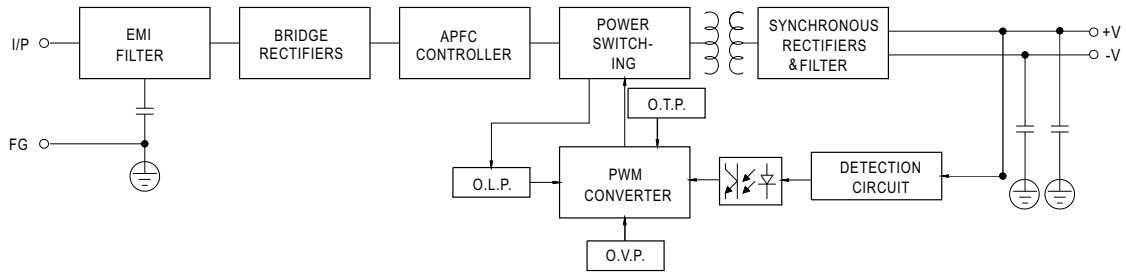 I/P
EMI
FILTER
BRIDGE
RECTIFIERS
APFC
CONTROLLER
POWER
SWITCH-
ING
SYNCHRONOUS
RECTIFIERS
& FILTER
+V
-V
FG
O.T.P.
O.L.P.
PWM
CONVERTER
DETECTION
CIRCUIT
O.V.P.